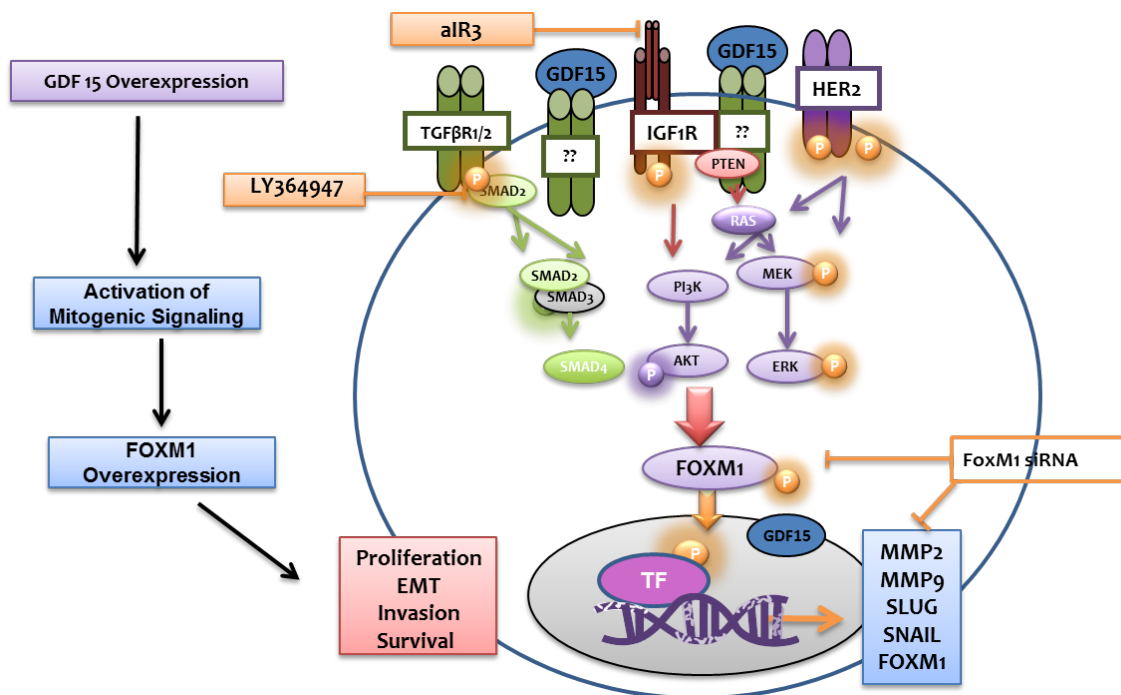 aIR3
GDF 15 Overexpression
GDF15
GDF15
HER2
TGFβR1/2
IGF1R
??
??
PTEN
P
P
P
P
LY364947
SMAD2
RAS
SMAD2
SMAD3
PI3K
MEK
P
Activation of
Mitogenic Signaling
SMAD4
P
AKT
ERK
P
FOXM1
Overexpression
FOXM1
P
FoxM1 siRNA
GDF15
P
TF
Proliferation
EMT
Invasion
Survival
MMP2
MMP9
SLUG
SNAIL
FOXM1